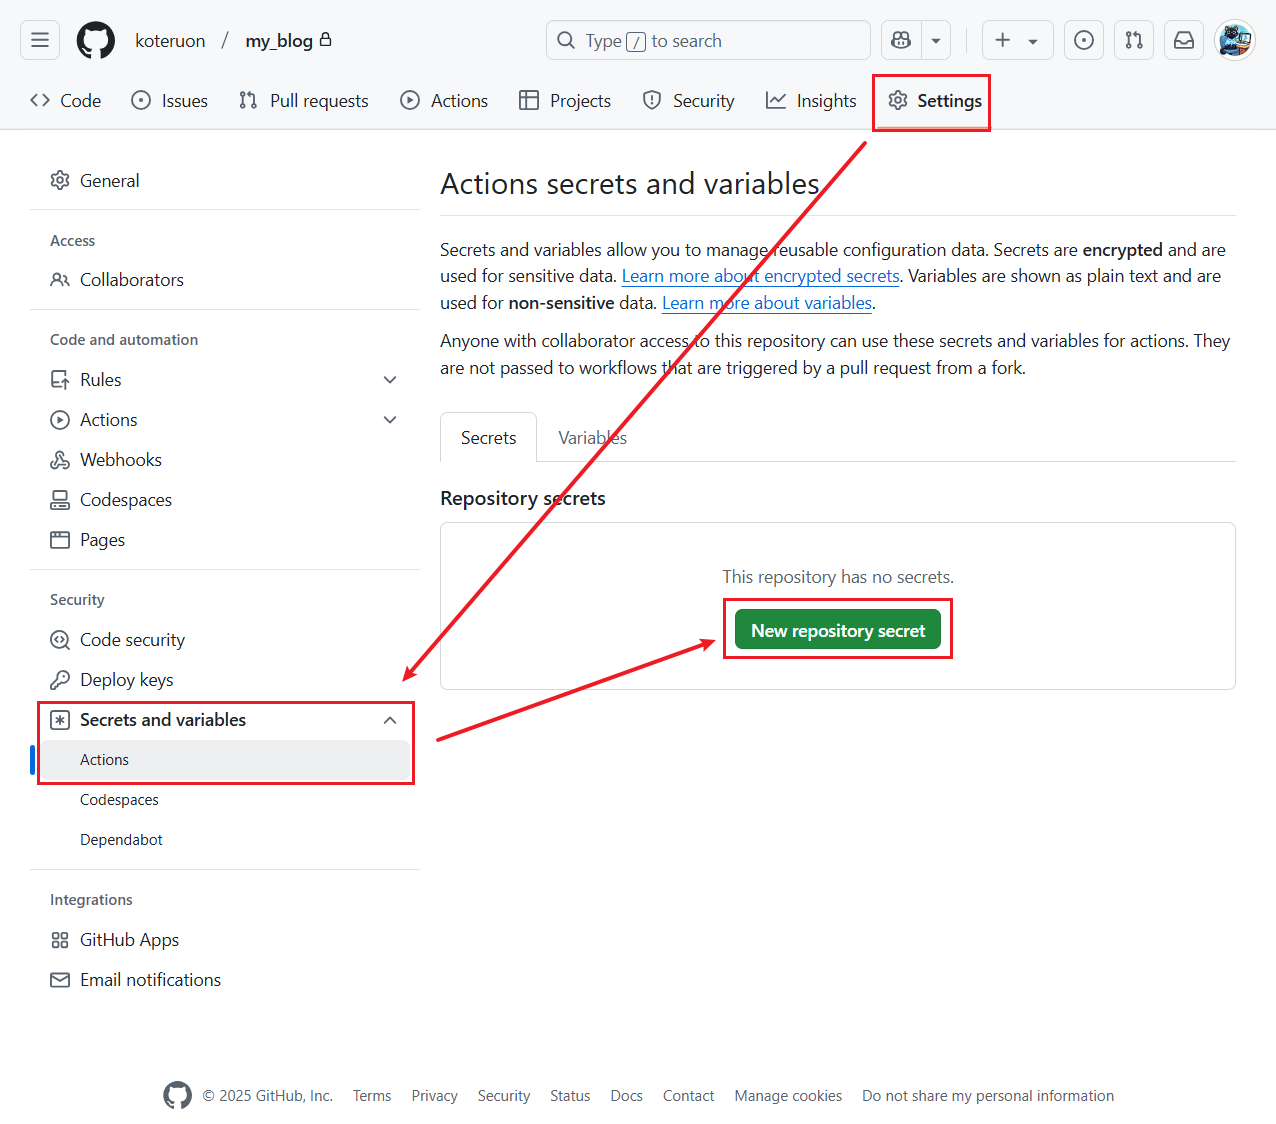 koteruon / my_blog
Type / to search
Code
Issues
Pull requests
Actions
Projects
Security
Insights
Settings
General
Access
Collaborators
Code and automation
Rules
Actions
Webhooks
Codespaces
Pages
Security
Code security
Deploy keys
Secrets and variables
Actions
Codespaces
Dependabot
Integrations
GitHub Apps
Email notifications
Actions secrets and variables
Secrets and variables allow you to manage reusable configuration data. Secrets are encrypted and are
used for sensitive data. Learn more about encrypted secrets. Variables are shown as plain text and are
used for non-sensitive data. Learn more about variables.
Anyone with collaborator access to this repository can use these secrets and variables for actions. They
are not passed to workflows that are triggered by a pull request from a fork.
Secrets
Variables
Repository secrets
This repository has no secrets.
New repository secret
© 2025 GitHub, Inc.
Terms
Privacy
Security
Status
Docs
Contact
Manage cookies
Do not share my personal information